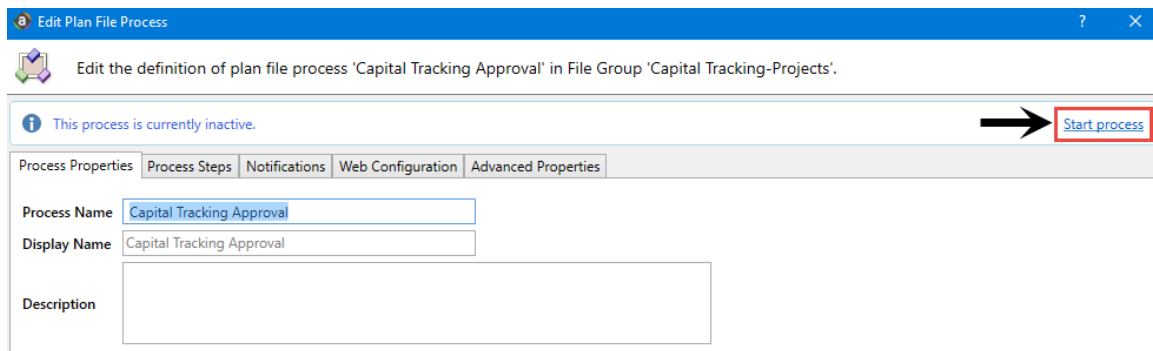 Edit Plan File Process ?
Edit the definition of plan file process 'Capital Tracking Approval' in File Group 'Capital Tracking-Projects'.
This process is currently inactive. Start process
Process Properties Process Steps Notifications Web Configuration Advanced Properties
Process Name Capital Tracking Approval
Display Name Capital Tracking Approval
Description